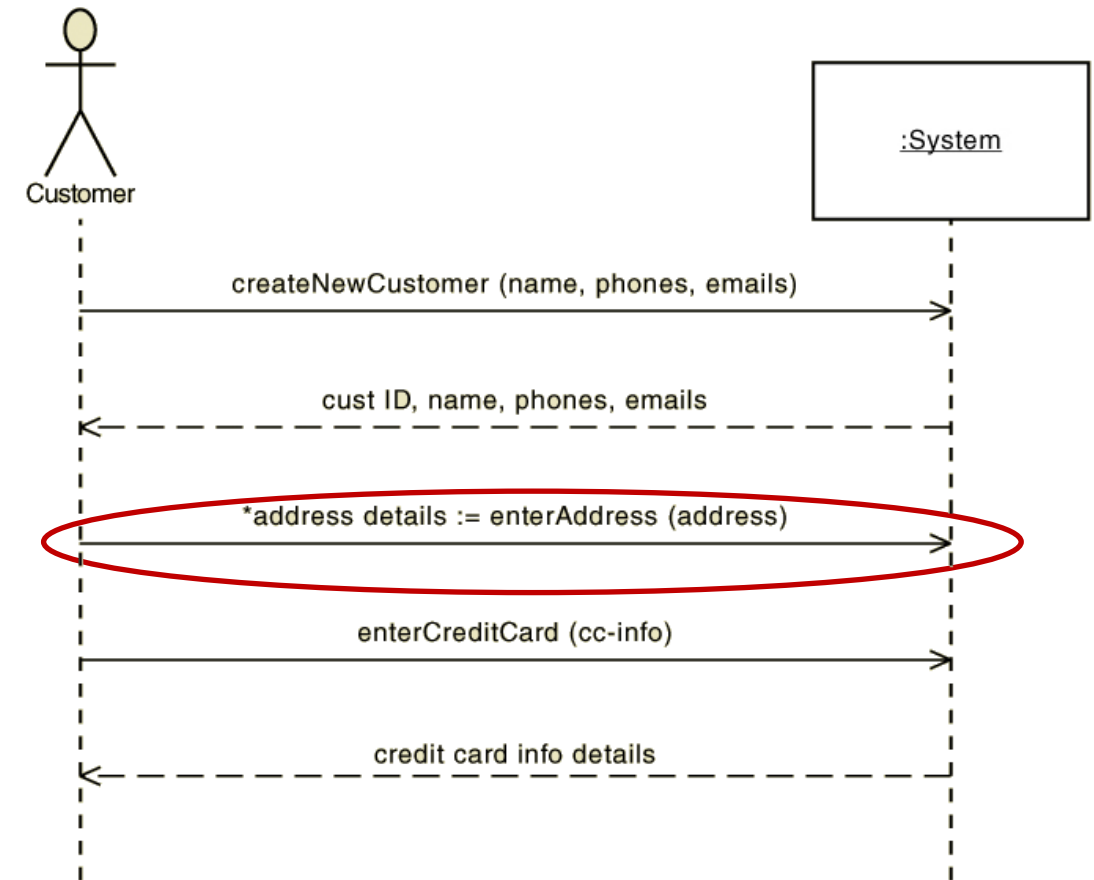 Customer
:System
createNewCustomer (name, phones, emails)
cust ID, name, phones, emails
*address details := enterAddress (address)
enterCreditCard (cc-info)
credit card info details